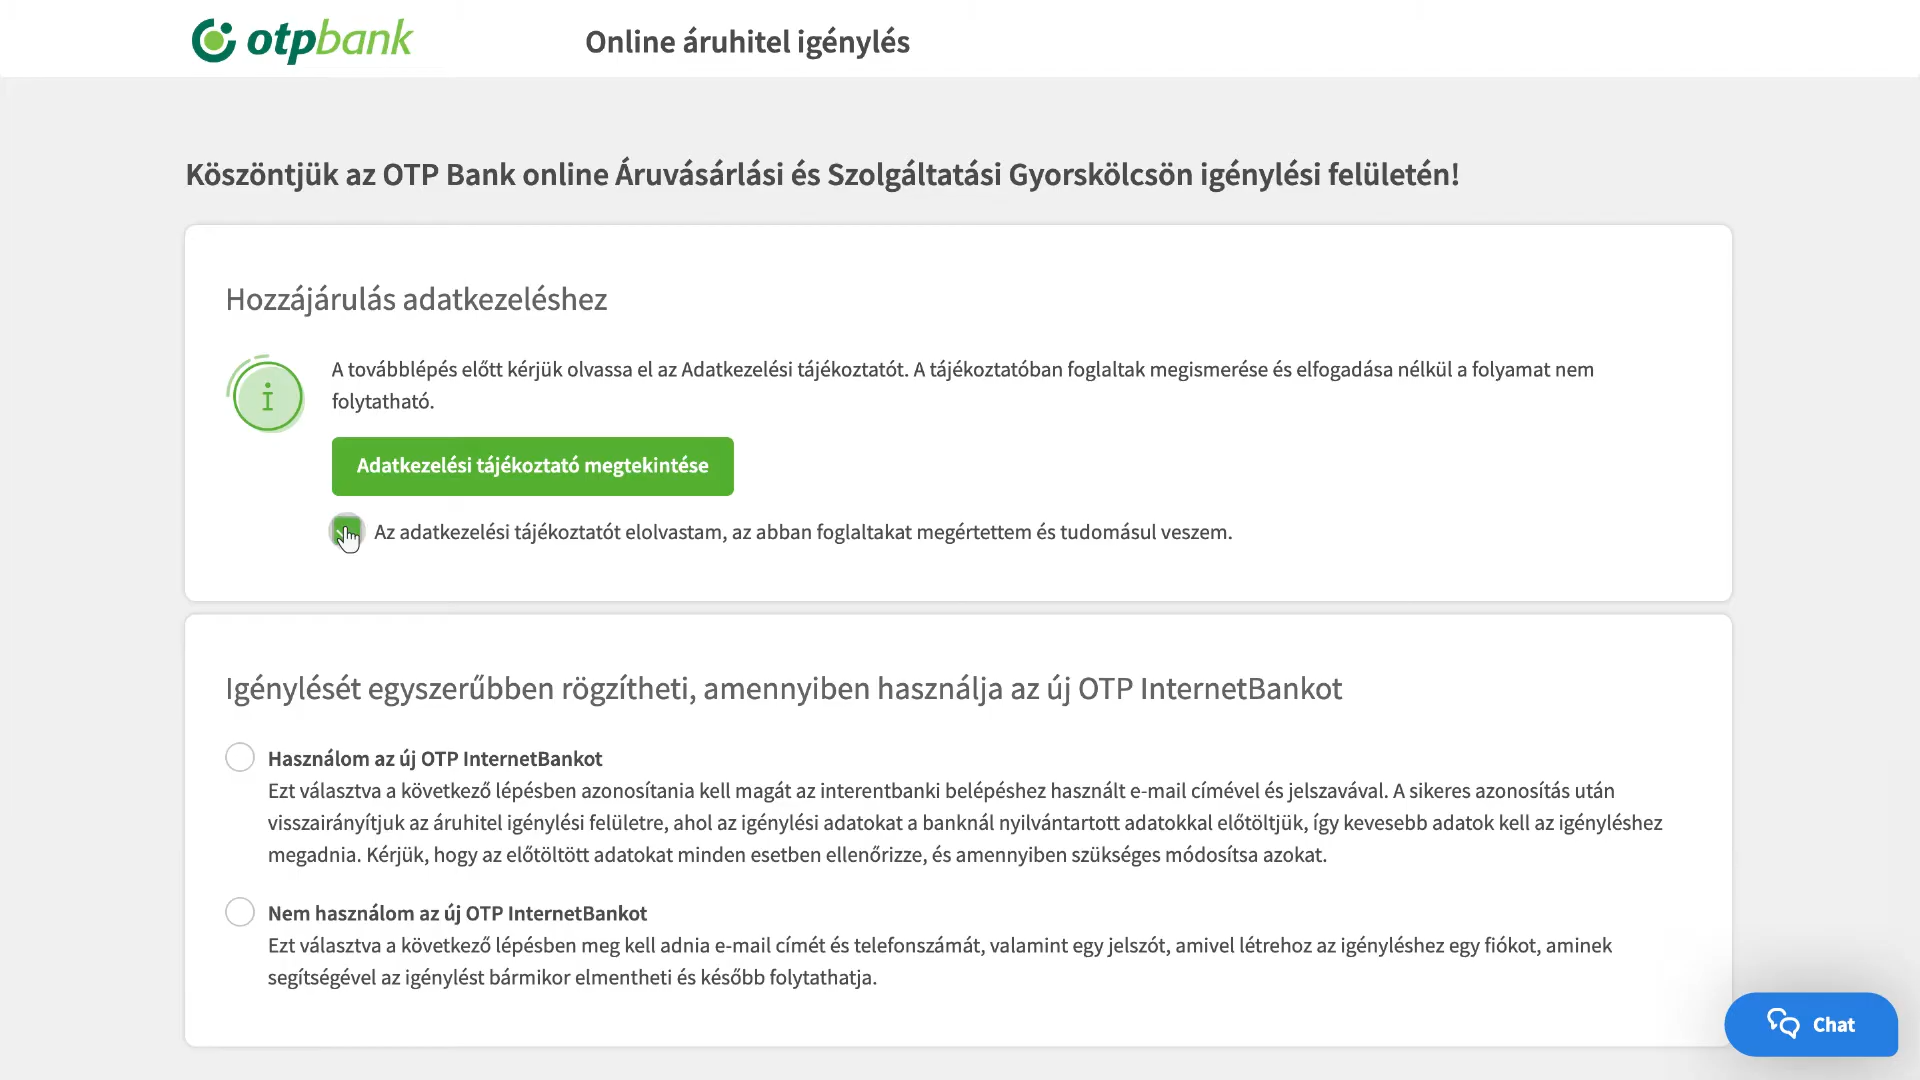 otpbank
Online áruhitel igénylés
Köszöntjük az OTP Bank online Áruvásárlási és Szolgáltatási Gyorskölcsön igénylési felületén!
Hozzájárulás adatkezeléshez
A továbblépés előtt kérjük olvassa el az Adatkezelési tájékoztatót. A tájékoztatóban foglaltak megismerése és elfogadása nélkül a folyamat nem
folytatható.
Adatkezelési tájékoztató megtekintése
Az adatkezelési tájékoztatót elolvastam, az abban foglaltakat megértettem és tudomásul veszem.
Igénylését egyszerűbben rögzítheti, amennyiben használja az új OTP InternetBankot
Használom az új OTP InternetBankot
Ezt választva a következő lépésben azonosítania kell magát az interentbanki belépéshez használt e-mail címével és jelszavával. A sikeres azonosítás után
visszairányítjuk az áruhitel igénylési felületre, ahol az igénylési adatokat a banknál nyilvántartott adatokkal előtöltjük, így kevesebb adatok kell az igényléshez
megadnia. Kérjük, hogy az előtöltött adatokat minden esetben ellenőrizze, és amennyiben szükséges módosítsa azokat.
Nem használom az új OTP InternetBankot
Ezt választva a következő lépésben meg kell adnia e-mail címét és telefonszámát, valamint egy jelszót, amivel létrehoz az igényléshez egy fiókot, aminek
segítségével az igénylést bármikor elmentheti és később folytathatja.
Chat